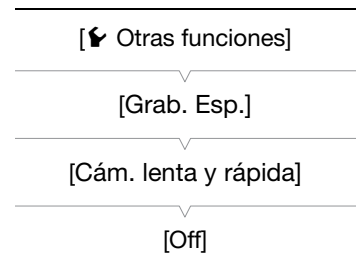 [ Otras funciones]
[Grab. Esp.]
[Cám. lenta y rápida]
[Off]